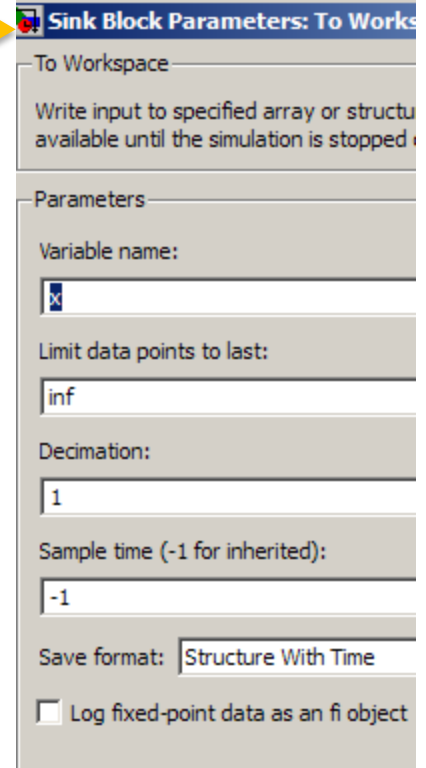 Sink Block Parameters: To Works
To Workspace
Write input to specified array or structu
available until the simulation is stopped
Parameters
Variable name:
x
Limit data points to last:
inf
Decimation:
1
Sample time (-1 for inherited):
-1
Save format: Structure With Time
Log fixed-point data as an fi object